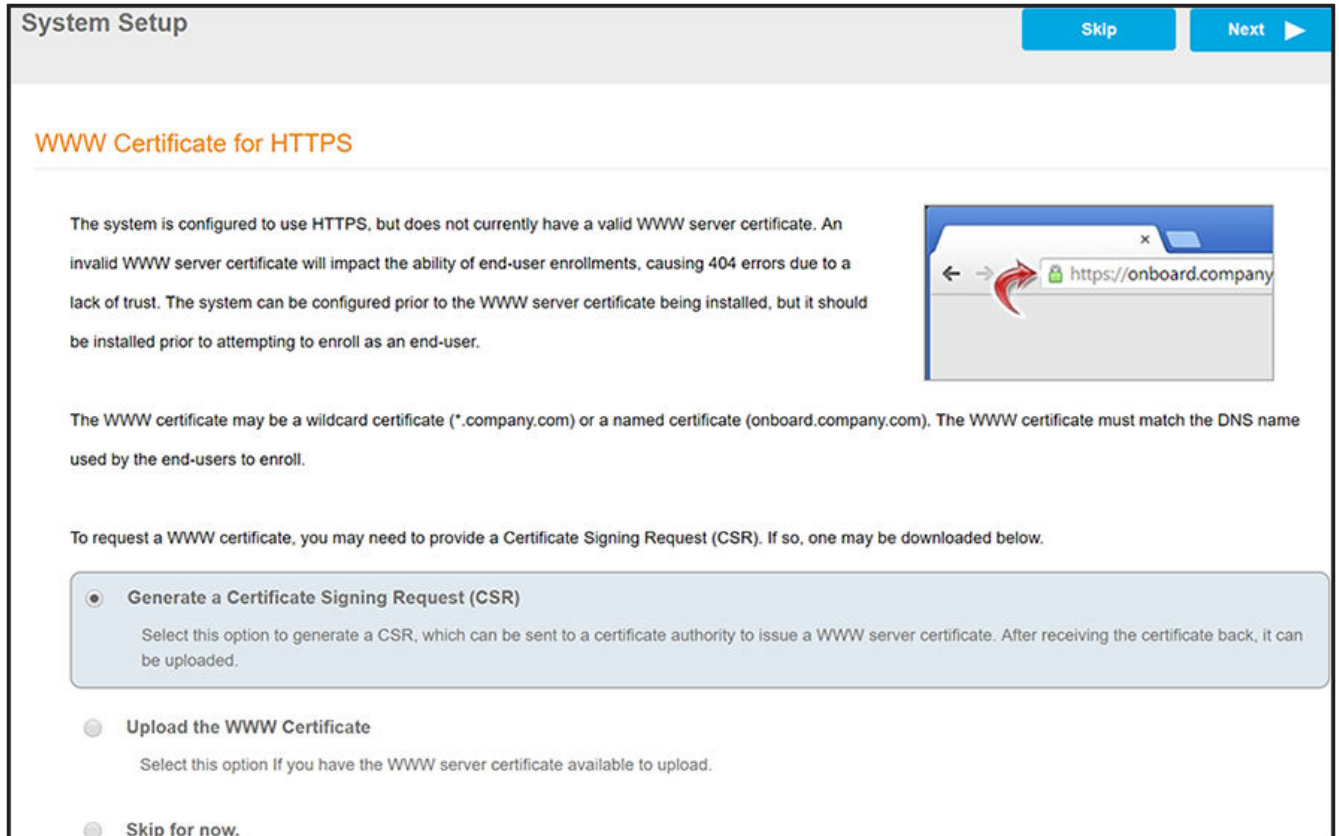 System Setup
Skip
Next
WWW Certificate for HTTPS
The system is configured to use HTTPS, but does not currently have a valid WWW server certificate. An
invalid WWW server certificate will impact the ability of end-user enrollments, causing 404 errors due to a
lack of trust. The system can be configured prior to the WWW server certificate being installed, but it should
be installed prior to attempting to enroll as an end-user.
https://onboard.company
The WWW certificate may be a wildcard certificate (*.company.com) or a named certificate (onboard.company.com). The WWW certificate must match the DNS name
used by the end-users to enroll.
To request a WWW certificate, you may need to provide a Certificate Signing Request (CSR). If so, one may be downloaded below.
Generate a Certificate Signing Request (CSR)
Select this option to generate a CSR, which can be sent to a certificate authority to issue a WWW server certificate. After receiving the certificate back, it can
be uploaded.
Upload the WWW Certificate
Select this option If you have the WWW server certificate available to upload.
Skip for now.